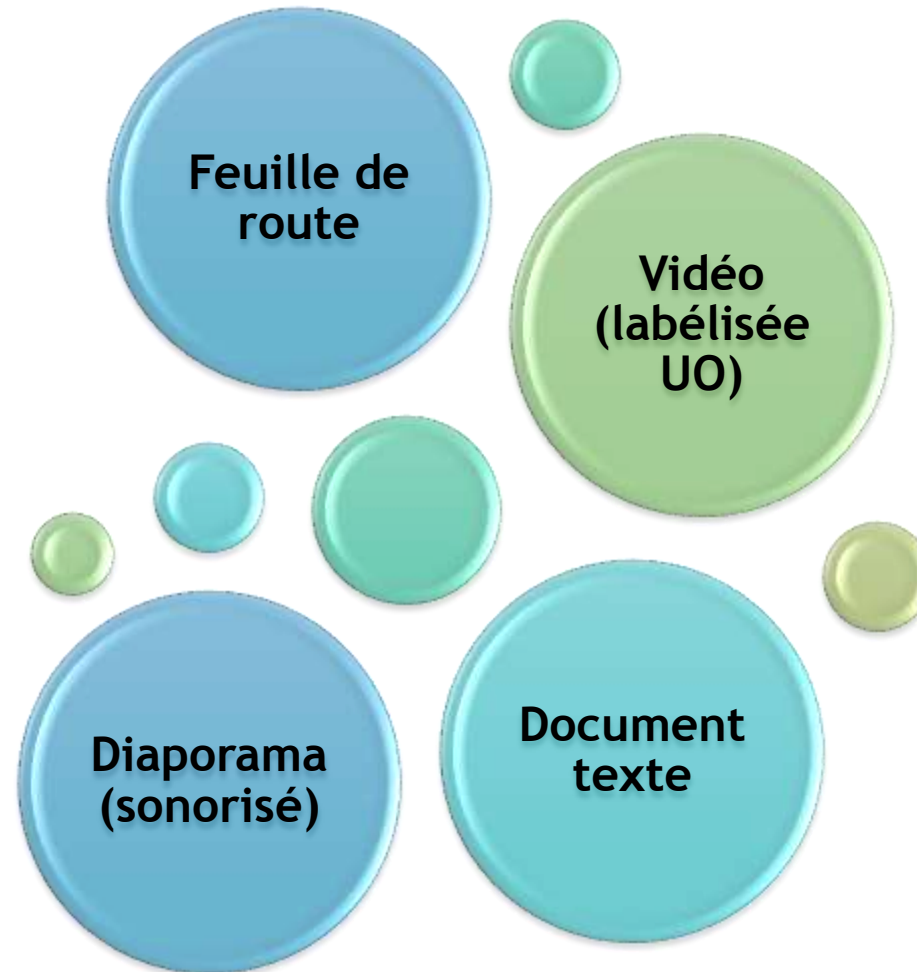 Feuille de
route
Vidéo
(labélisée
UO)
Diaporama
(sonorisé)
Document
texte